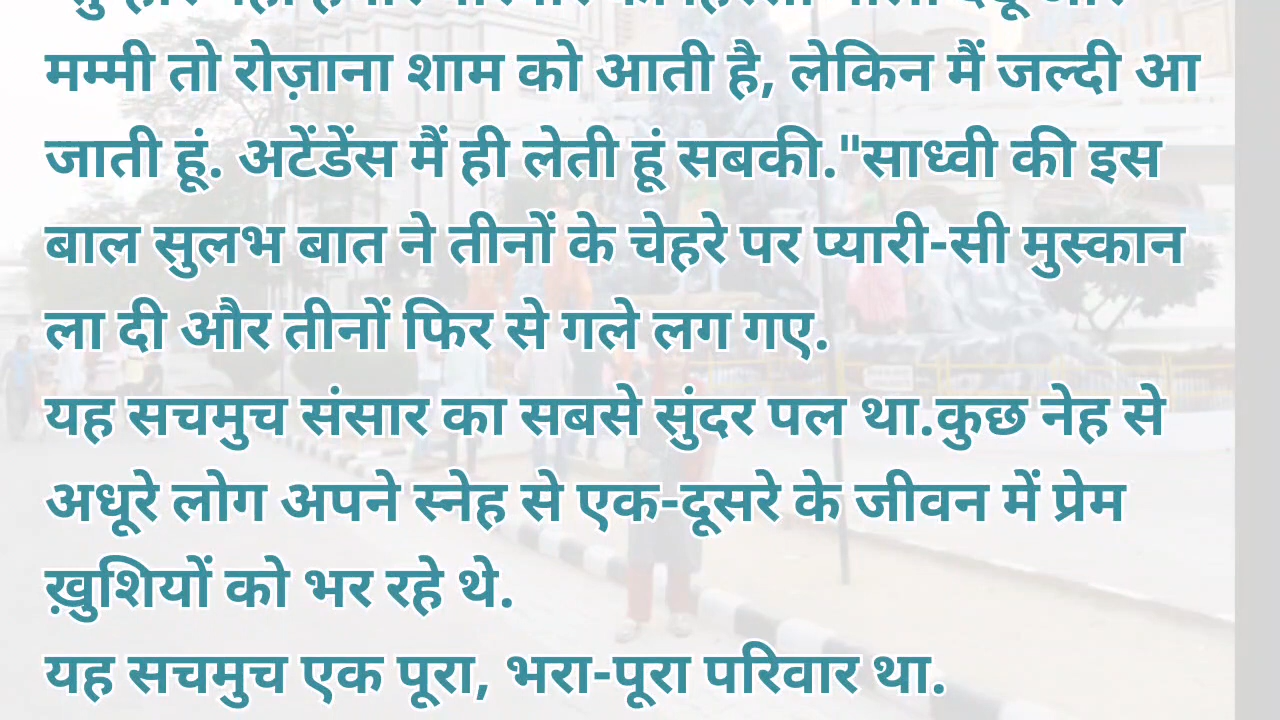 मम्मी तो रोज़ाना शाम को आती है, लेकिन मैं जल्दी आ
जाती हूं. अटेंडेंस मैं ही लेती हूं सबकी."साध्वी की इस
बाल सुलभ बात ने तीनों के चेहरे पर प्यारी-सी मुस्कान
ला दी और तीनों फिर से गले लग गए.
यह सचमुच संसार का सबसे सुंदर पल था.कुछ नेह से
अधूरे लोग अपने स्नेह से एक-दूसरे के जीवन में प्रेम
ख़ुशियों को भर रहे थे.
यह सचमुच एक पूरा, भरा-पूरा परिवार था.